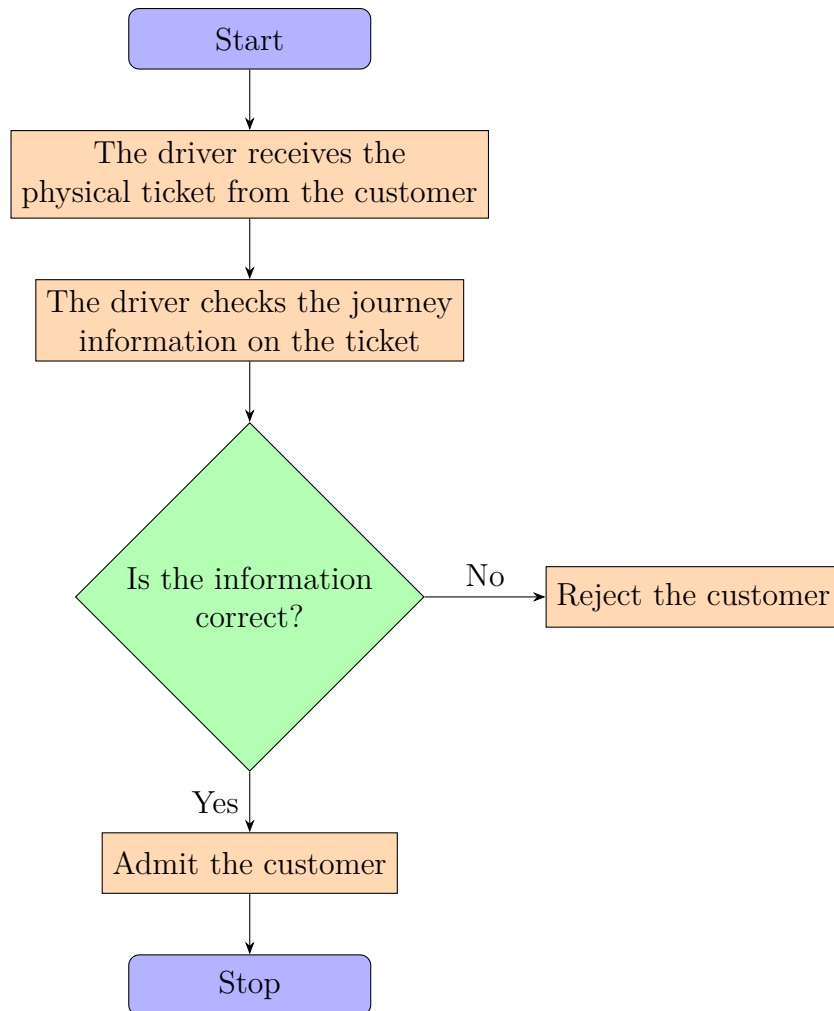 Start
The driver receives the
physical ticket from the customer
The driver checks the journey
information on the ticket
Is the information
correct?
No
Reject the customer
Yes
Admit the customer
Stop